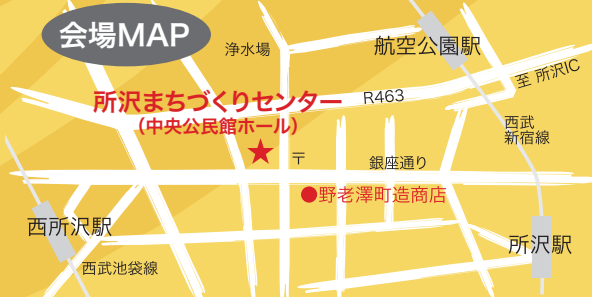 会場MAP
浄水場
航空公園駅
至 所沢IC
R463
所沢まちづくりセンター
(中央公民館ホール)
西武
新宿線
〒
銀座通り
●野老澤町造商店
西所沢駅
所沢駅
西武池袋線